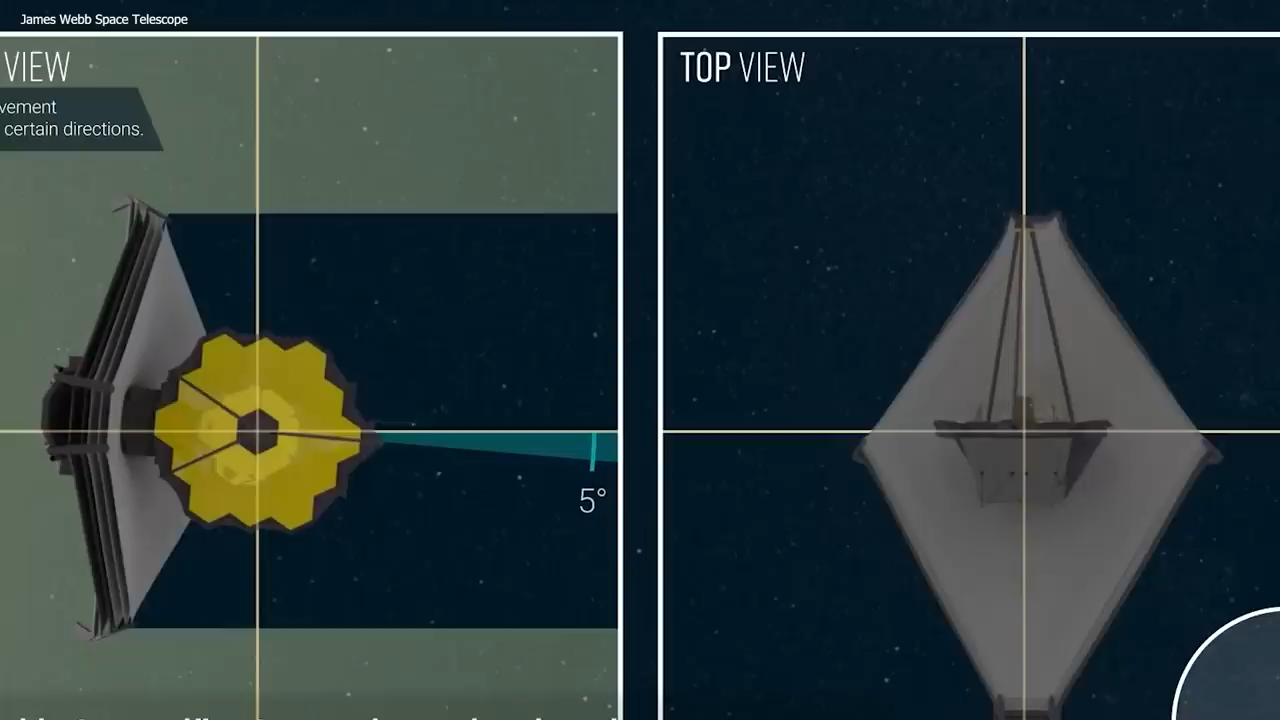 James Webb Space Telescope
VIEW
TOP VIEW
vement
certain directions.
5°